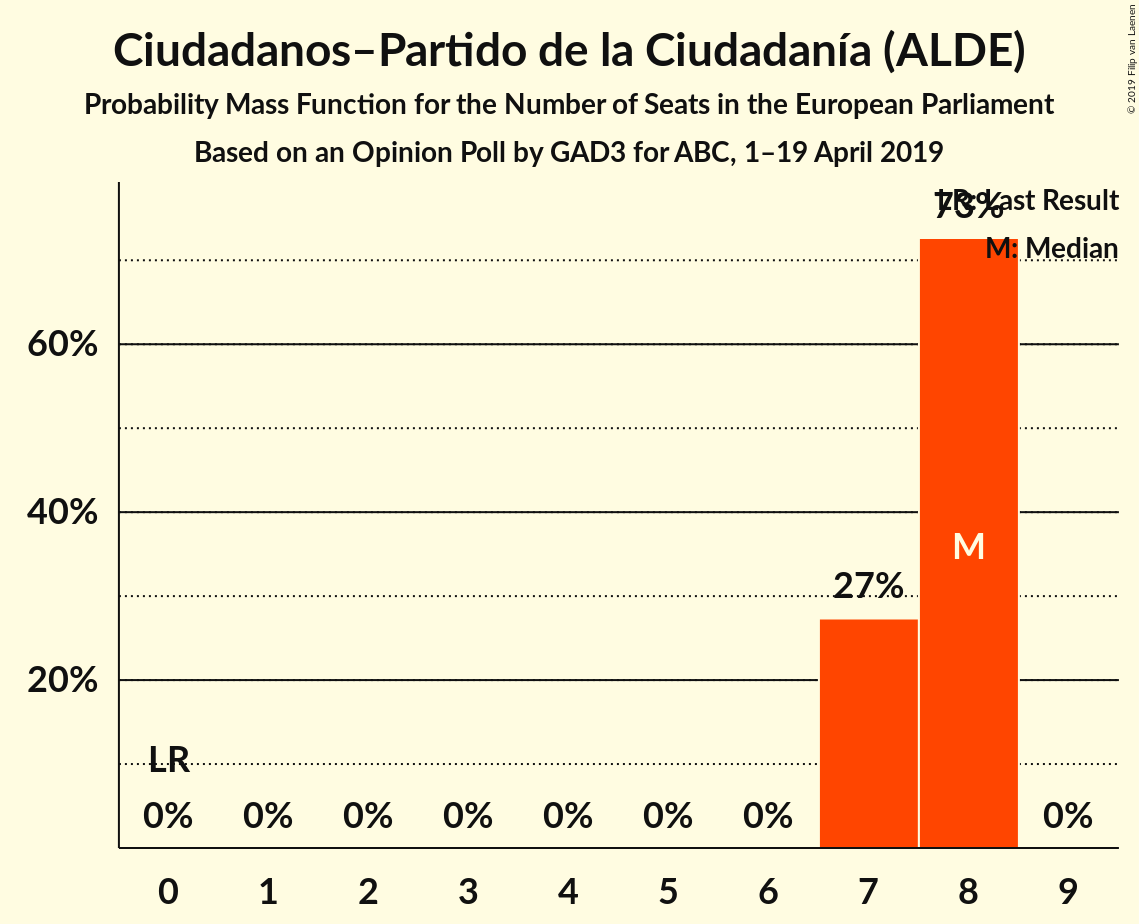 Ciudadanos–Partido de la Ciudadanía (ALDE)
Probability Mass Function for the Number of Seats in the European Parliament
Based on an Opinion Poll by GAD3 for ABC, 1–19 April 2019
© 2019 Filip van Laenen
LR: Last Result
M: Median
73%
60%
40%
M
27%
20%
LR
0% 0% 0% 0% 0% 0% 0% 0%
0 1 2 3 4 5 6 7 8 9